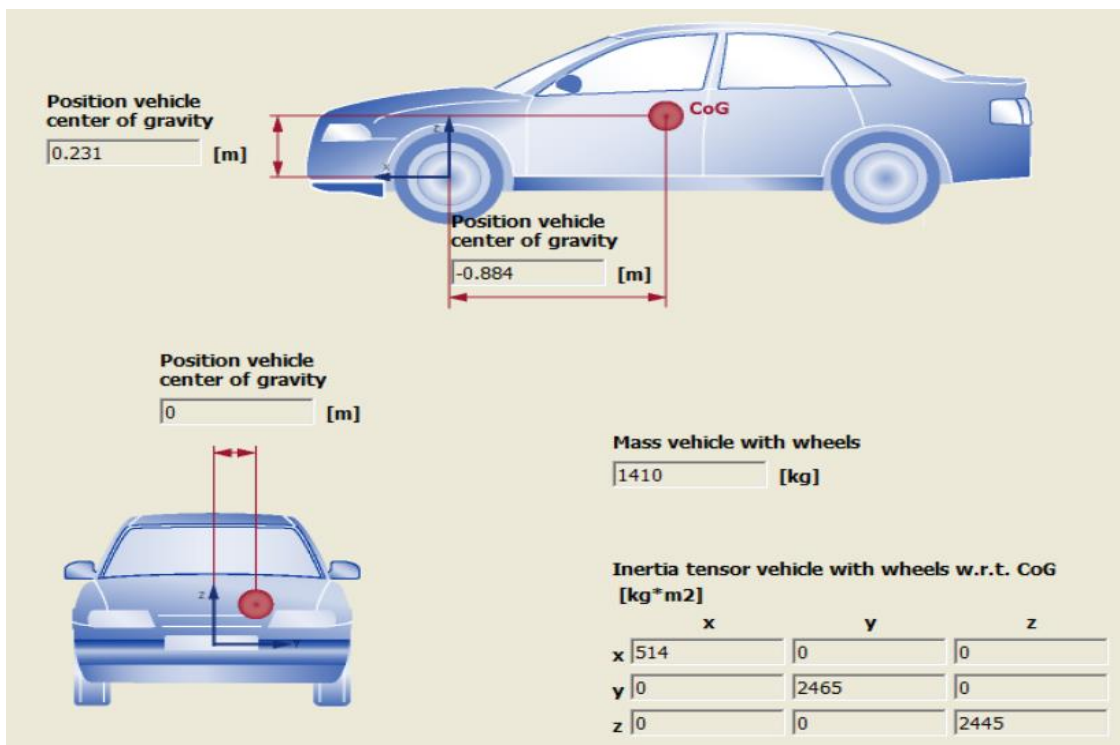 CoG
Position vehicle
center of gravity
0.231 [m]
z
x
Position vehicle
center of gravity
-0.884 [m]
Position vehicle
center of gravity
0 [m]
Mass vehicle with wheels
1410 [kg]
z
Y
Inertia tensor vehicle with wheels w.r.t. CoG
[kg*m2]
x y z
x 514 0 0
y 0 2465 0
z 0 0 2445